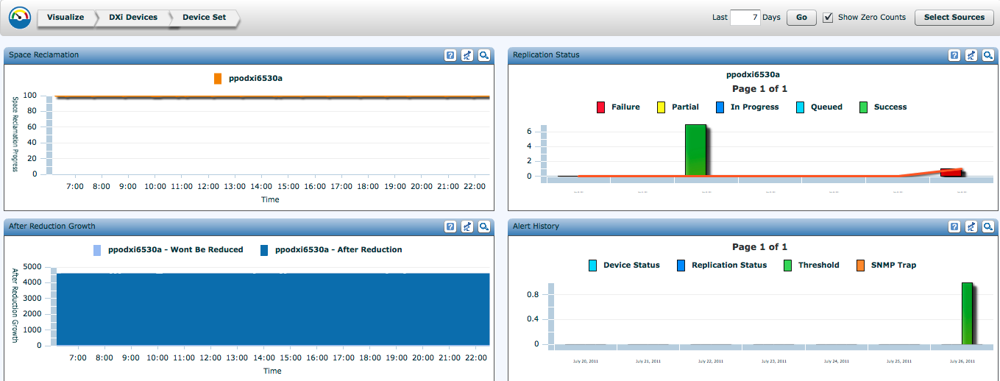 Visualize DXi Devices Device Set Last 7 Days Go Show Zero Counts Select Sources
Space Reclamation
ppodxi6530a
Space Reclamation Progress
100
80
60
40
20
0
7:00 8:00 9:00 10:00 11:00 12:00 13:00 14:00 15:00 16:00 17:00 18:00 19:00 20:00 21:00 22:00
Time
Replication Status
ppodxi6530a
Page 1 of 1
Failure Partial In Progress Queued Success
6
4
2
0
After Reduction Growth
ppodxi6530a - Wont Be Reduced ppodxi6530a - After Reduction
After Reduction Growth
5000
4000
3000
2000
1000
0
7:00 8:00 9:00 10:00 11:00 12:00 13:00 14:00 15:00 16:00 17:00 18:00 19:00 20:00 21:00 22:00
Time
Alert History
Page 1 of 1
Device Status Replication Status Threshold SNMP Trap
0.8
0.4
0
July 20, 2011 July 21, 2011 July 22, 2011 July 23, 2011 July 24, 2011 July 25, 2011 July 26, 2011